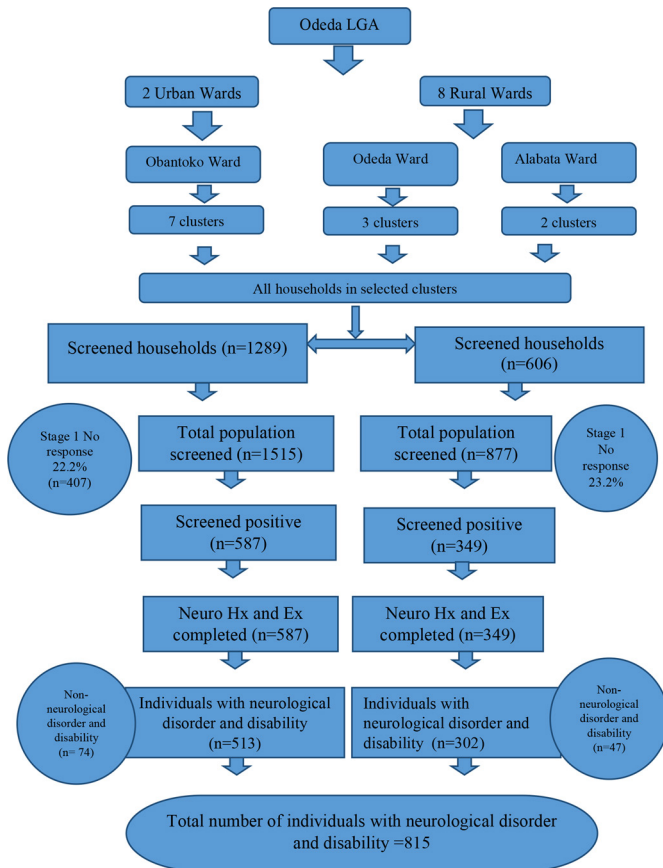 Odeda LGA
2 Urban Wards
8 Rural Wards
Obantoko Ward
Odeda Ward
Alabata Ward
7 clusters
3 clusters
2 clusters
All households in selected clusters
Screened households (n=1289)
Screened households
(n=606)
Stage 1 No
response
22.2%
(n=407)
Total population
screened (n=1515)
Total population
screened (n=877)
Stage 1
No
response
23.2%
Screened positive
(n=587)
Screened positive
(n=349)
Neuro Hx and Ex
completed (n=587)
Neuro Hx and Ex
completed (n=349)
Non-
neurological
disorder and
disability
(n= 74)
Individuals with neurological
disorder and disability
(n=513)
Individuals with
neurological disorder and
disability (n=302)
Non-
neurological
disorder and
disability
(n=47)
Total number of individuals with neurological disorder
and disability =815